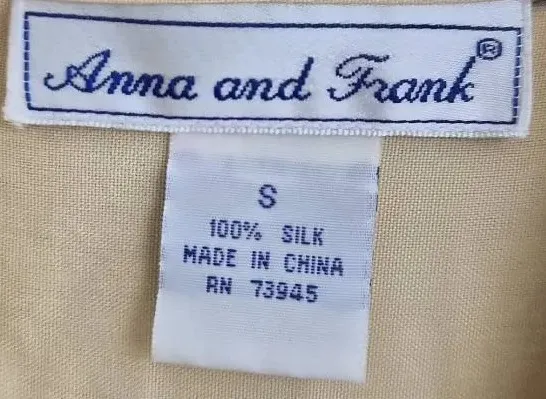 Anna and Frank®
S
100% SILK
MADE IN CHINA
RN 73945